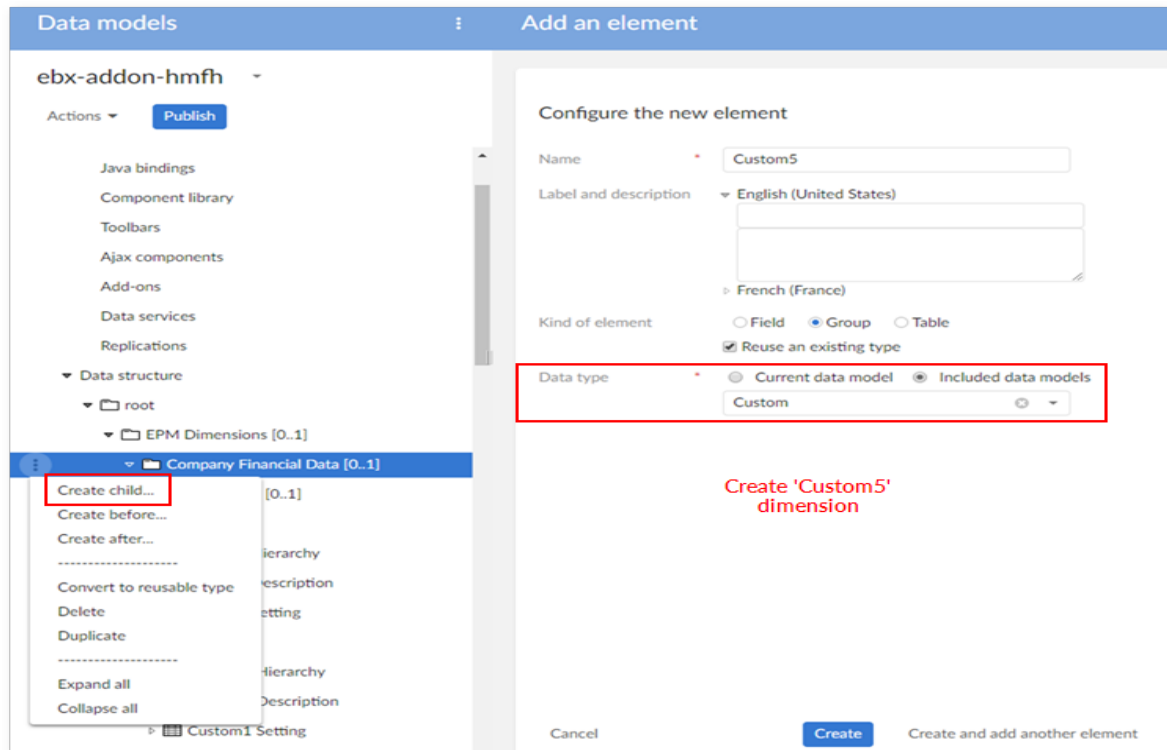 Data models
Add an element
ebx-addon-hmfh
Actions
Publish
Java bindings
Component library
Toolbars
Ajax components
Add-ons
Data services
Replications
Data structure
root
EPM Dimensions [0..1]
Company Financial Data [0..1]
Create child...
[0..1]
Create before...
Create after...
ierarchy
--------------------
Convert to reusable type
escription
Delete
etting
Duplicate
--------------------
Hierarchy
Expand all
Description
Collapse all
Custom1 Setting
Configure the new element
Name * Custom5
Label and description English (United States)
French (France)
Kind of element Field Group Table
Reuse an existing type
Data type * Current data model Included data models
Custom
Create 'Custom5'
dimension
Cancel Create Create and add another element